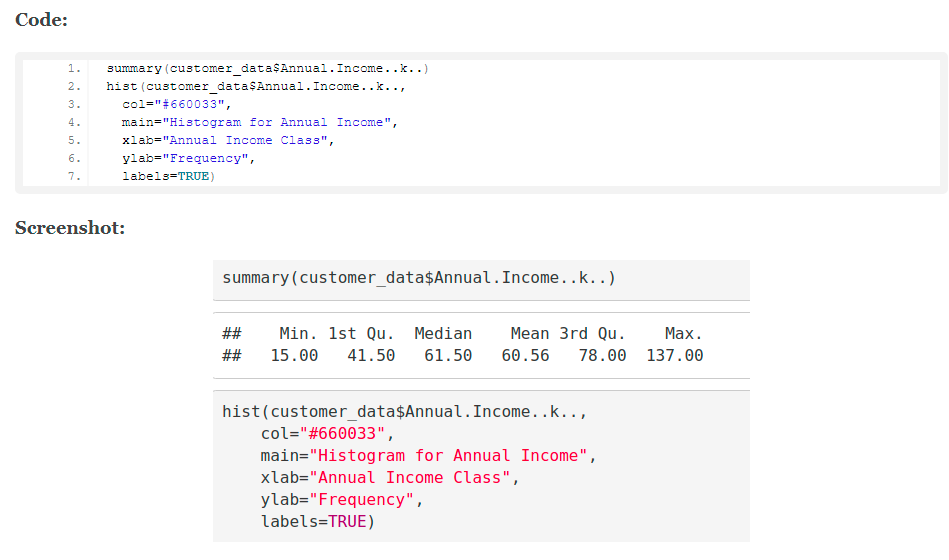 Code:
1. summary(customer_data$Annual.Income..k..)
2. hist(customer_data$Annual.Income..k..,
3. col="#660033",
4. main="Histogram for Annual Income",
5. xlab="Annual Income Class",
6. ylab="Frequency",
7. labels=TRUE)
Screenshot:
summary(customer_data$Annual.Income..k..)
## Min. 1st Qu. Median Mean 3rd Qu. Max.
## 15.00 41.50 61.50 60.56 78.00 137.00
hist(customer_data$Annual.Income..k..,
col="#660033",
main="Histogram for Annual Income",
xlab="Annual Income Class",
ylab="Frequency",
labels=TRUE)